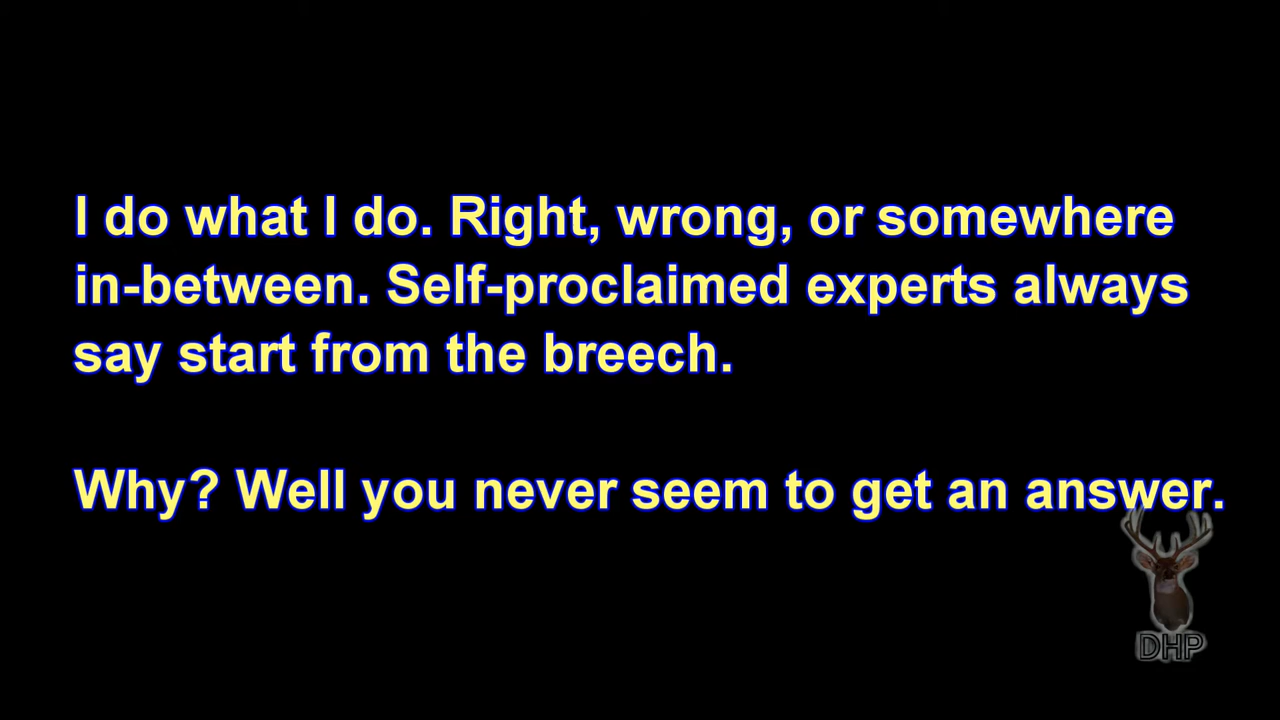 I do what I do. Right, wrong, or somewhere
in-between. Self-proclaimed experts always
say start from the breech.
Why? Well you never seem to get an answer.
DHP